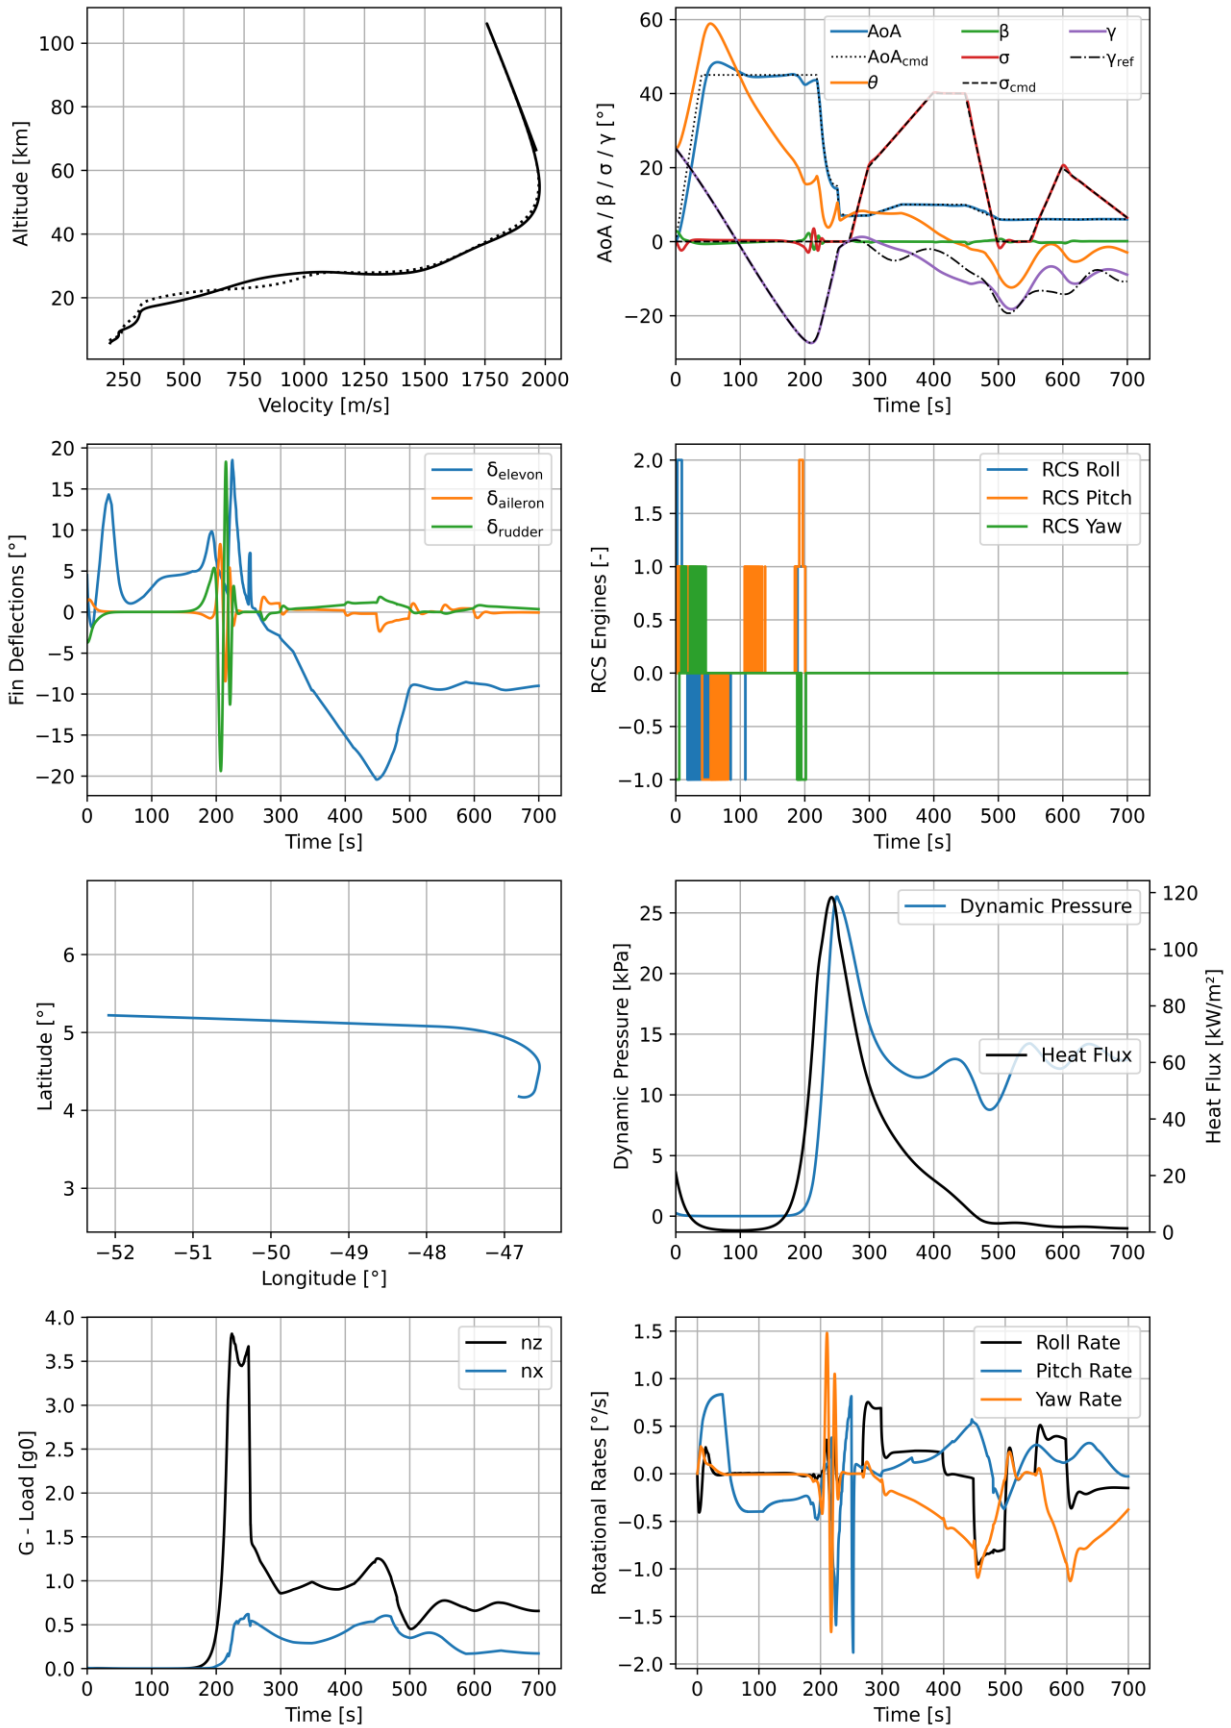 100
80
60
40
20
Altitude [km]
250 500 750 1000 1250 1500 1750 2000
Velocity [m/s]
60
40
20
0
−20
AoA / β / σ / γ [°]
AoA β γ
AoAcmd σ γref
θ σcmd
0 100 200 300 400 500 600 700
Time [s]
20
15
10
5
0
−5
−10
−15
−20
Fin Deflections [°]
δelevon
δaileron
δrudder
0 100 200 300 400 500 600 700
Time [s]
2.0
1.5
1.0
0.5
0.0
−0.5
−1.0
RCS Engines [-]
RCS Roll
RCS Pitch
RCS Yaw
0 100 200 300 400 500 600 700
Time [s]
6
5
4
3
Latitude [°]
−52 −51 −50 −49 −48 −47
Longitude [°]
25
20
15
10
5
0
Dynamic Pressure [kPa]
Dynamic Pressure
Heat Flux
120
100
80
60
40
20
0
Heat Flux [kW/m²]
0 100 200 300 400 500 600 700
Time [s]
4.0
3.5
3.0
2.5
2.0
1.5
1.0
0.5
0.0
G - Load [g0]
nz
nx
0 100 200 300 400 500 600 700
Time [s]
1.5
1.0
0.5
0.0
−0.5
−1.0
−1.5
−2.0
Rotational Rates [°/s]
Roll Rate
Pitch Rate
Yaw Rate
0 100 200 300 400 500 600 700
Time [s]